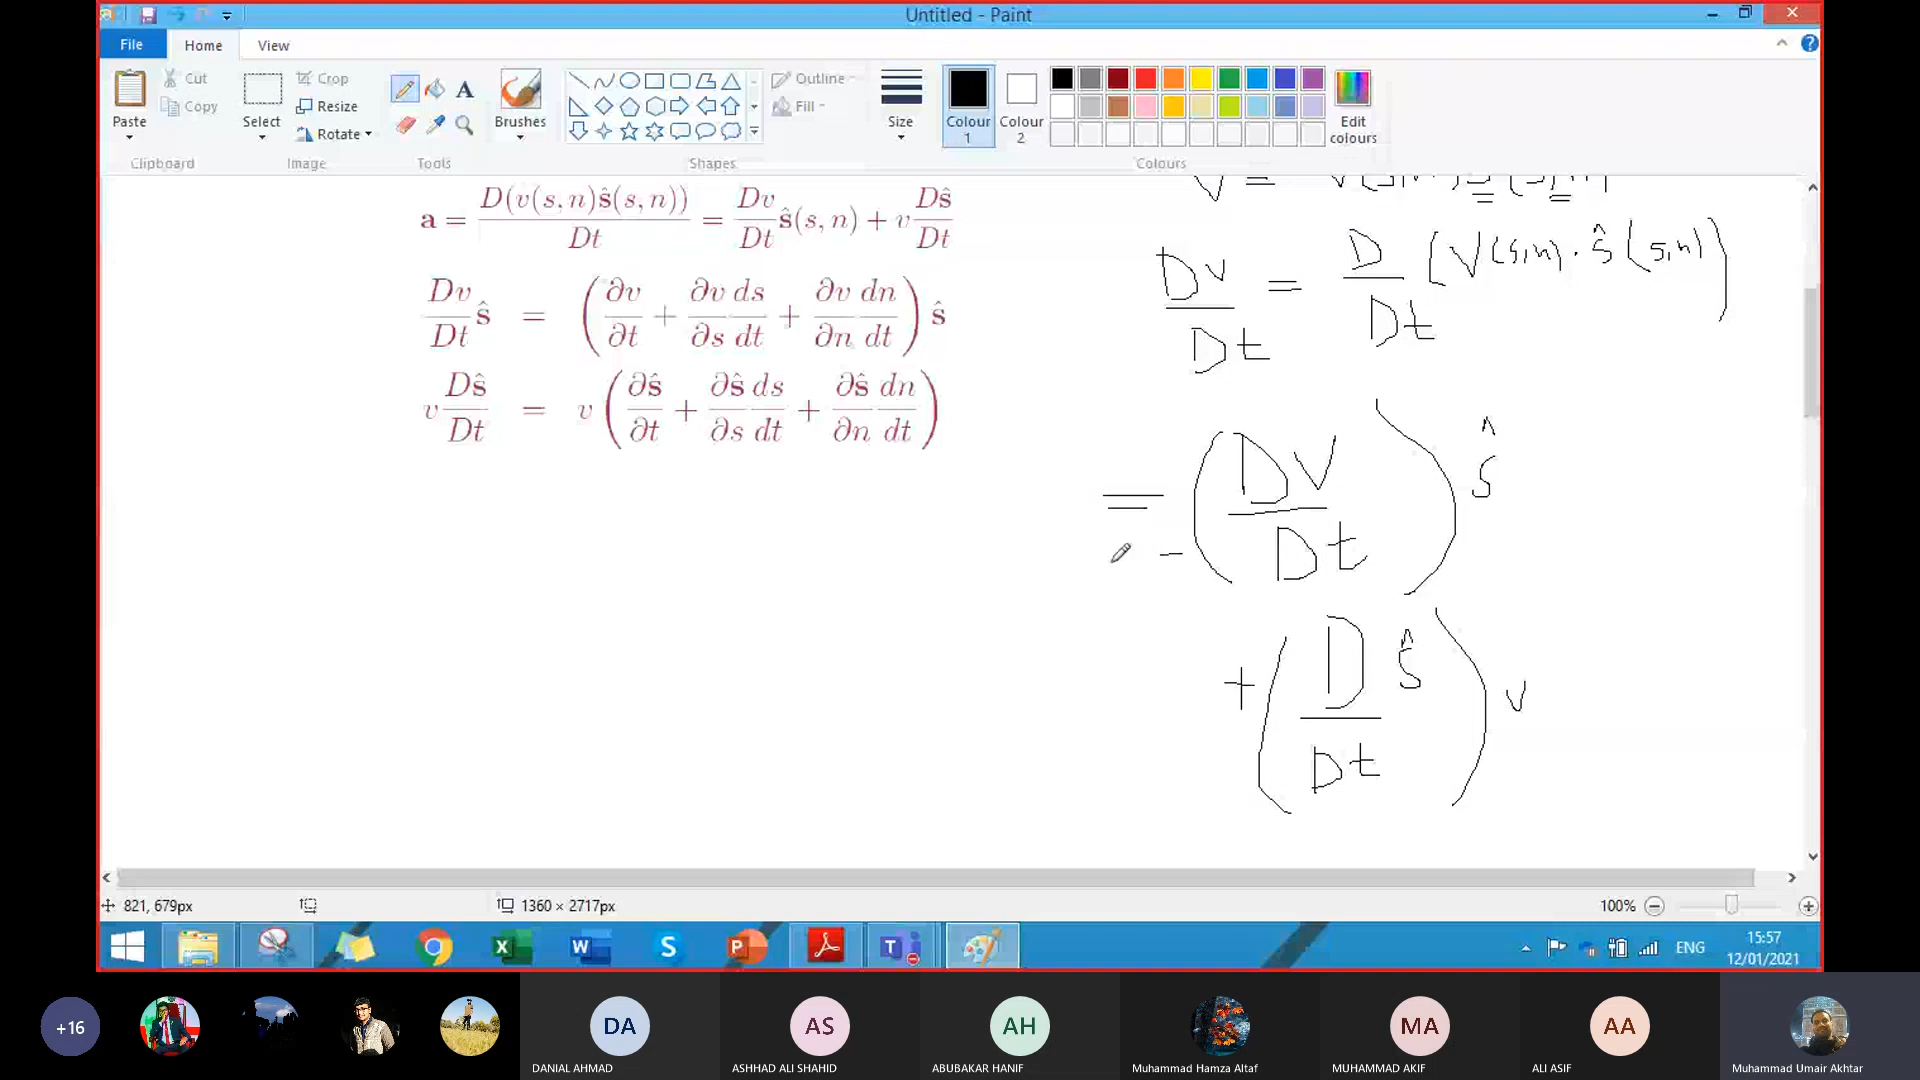 Untitled - Paint
File Home View
Paste Cut Copy Clipboard
Select Crop Resize Rotate Image
A Tools
Brushes
Shapes Outline Fill
Size
Colour 1 Colour 2 Edit colours Colours
a = D(v(s, n)ŝ(s, n)) / Dt = Dv/Dt ŝ(s, n) + v Dŝ/Dt
Dv/Dt ŝ = (∂v/∂t + ∂v/∂s ds/dt + ∂v/∂n dn/dt) ŝ
v Dŝ/Dt = v (∂ŝ/∂t + ∂ŝ/∂s ds/dt + ∂ŝ/∂n dn/dt)
DV/Dt = D/Dt (V(s,n) · ŝ(s,n))
= (DV/Dt) ŝ
+ (Dŝ/Dt) v
821, 679px 1360 × 2717px 100%
ENG 15:57
12/01/2021
+16
DA DANIAL AHMAD
AS ASHHAD ALI SHAHID
AH ABUBAKAR HANIF
Muhammad Hamza Altaf
MA MUHAMMAD AKIF
AA ALI ASIF
Muhammad Umair Akhtar